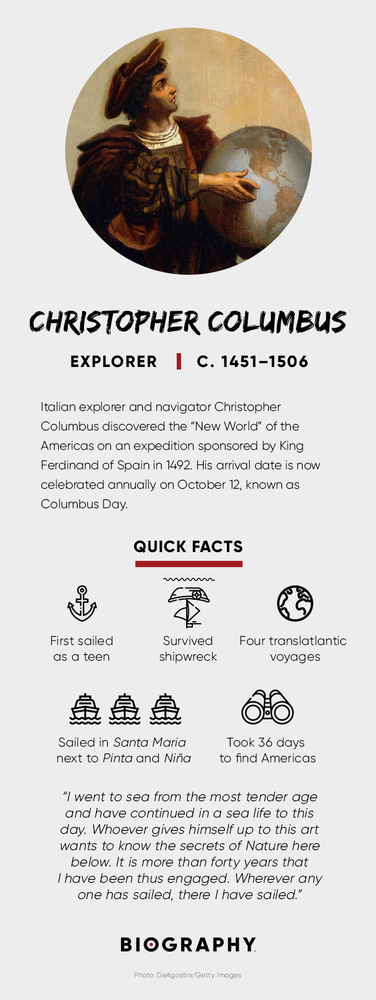 CHRISTOPHER COLUMBUS
EXPLORER
C. 1451–1506
Italian explorer and navigator Christopher
Columbus discovered the “New World” of the
Americas on an expedition sponsored by King
Ferdinand of Spain in 1492. His arrival date is now
celebrated annually on October 12, known as
Columbus Day.
QUICK FACTS
First sailed
as a teen
Survived
shipwreck
Four translatlantic
voyages
Sailed in Santa Maria
next to Pinta and Niña
Took 36 days
to find Americas
“I went to sea from the most tender age
and have continued in a sea life to this
day. Whoever gives himself up to this art
wants to know the secrets of Nature here
below. It is more than forty years that
I have been thus engaged. Wherever any
one has sailed, there I have sailed.”
BIOGRAPHY
Photo: DeAgostini/Getty Images